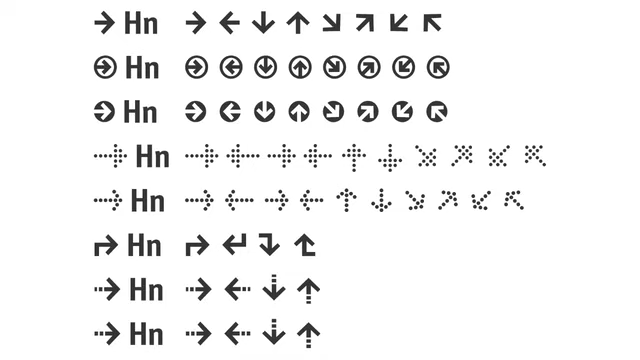 → Hn → ← ↓ ↑ ↘ ↗ ↙ ↖
Hn
Hn
Hn
Hn
Hn
Hn
Hn